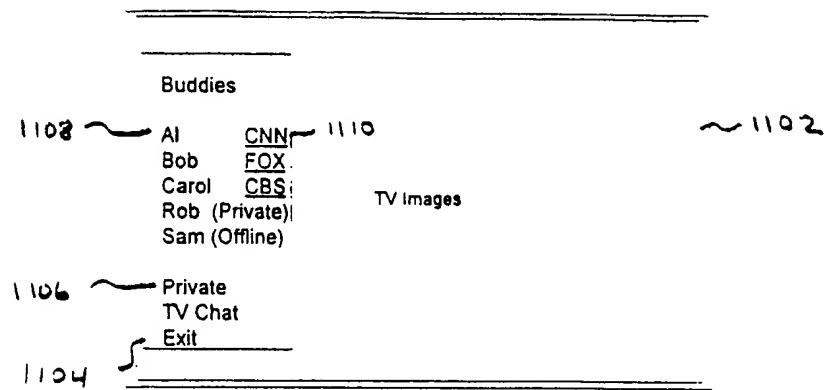 Buddies
1108 Al CNN 1110 1102
Bob FOX
Carol CBS
TV Images
Rob (Private)
Sam (Offline)
1106 Private
TV Chat
Exit
1104